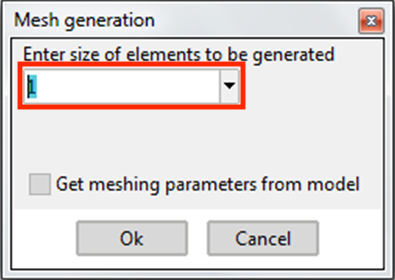 Mesh generation
Enter size of elements to be generated
1
Get meshing parameters from model
Ok
Cancel